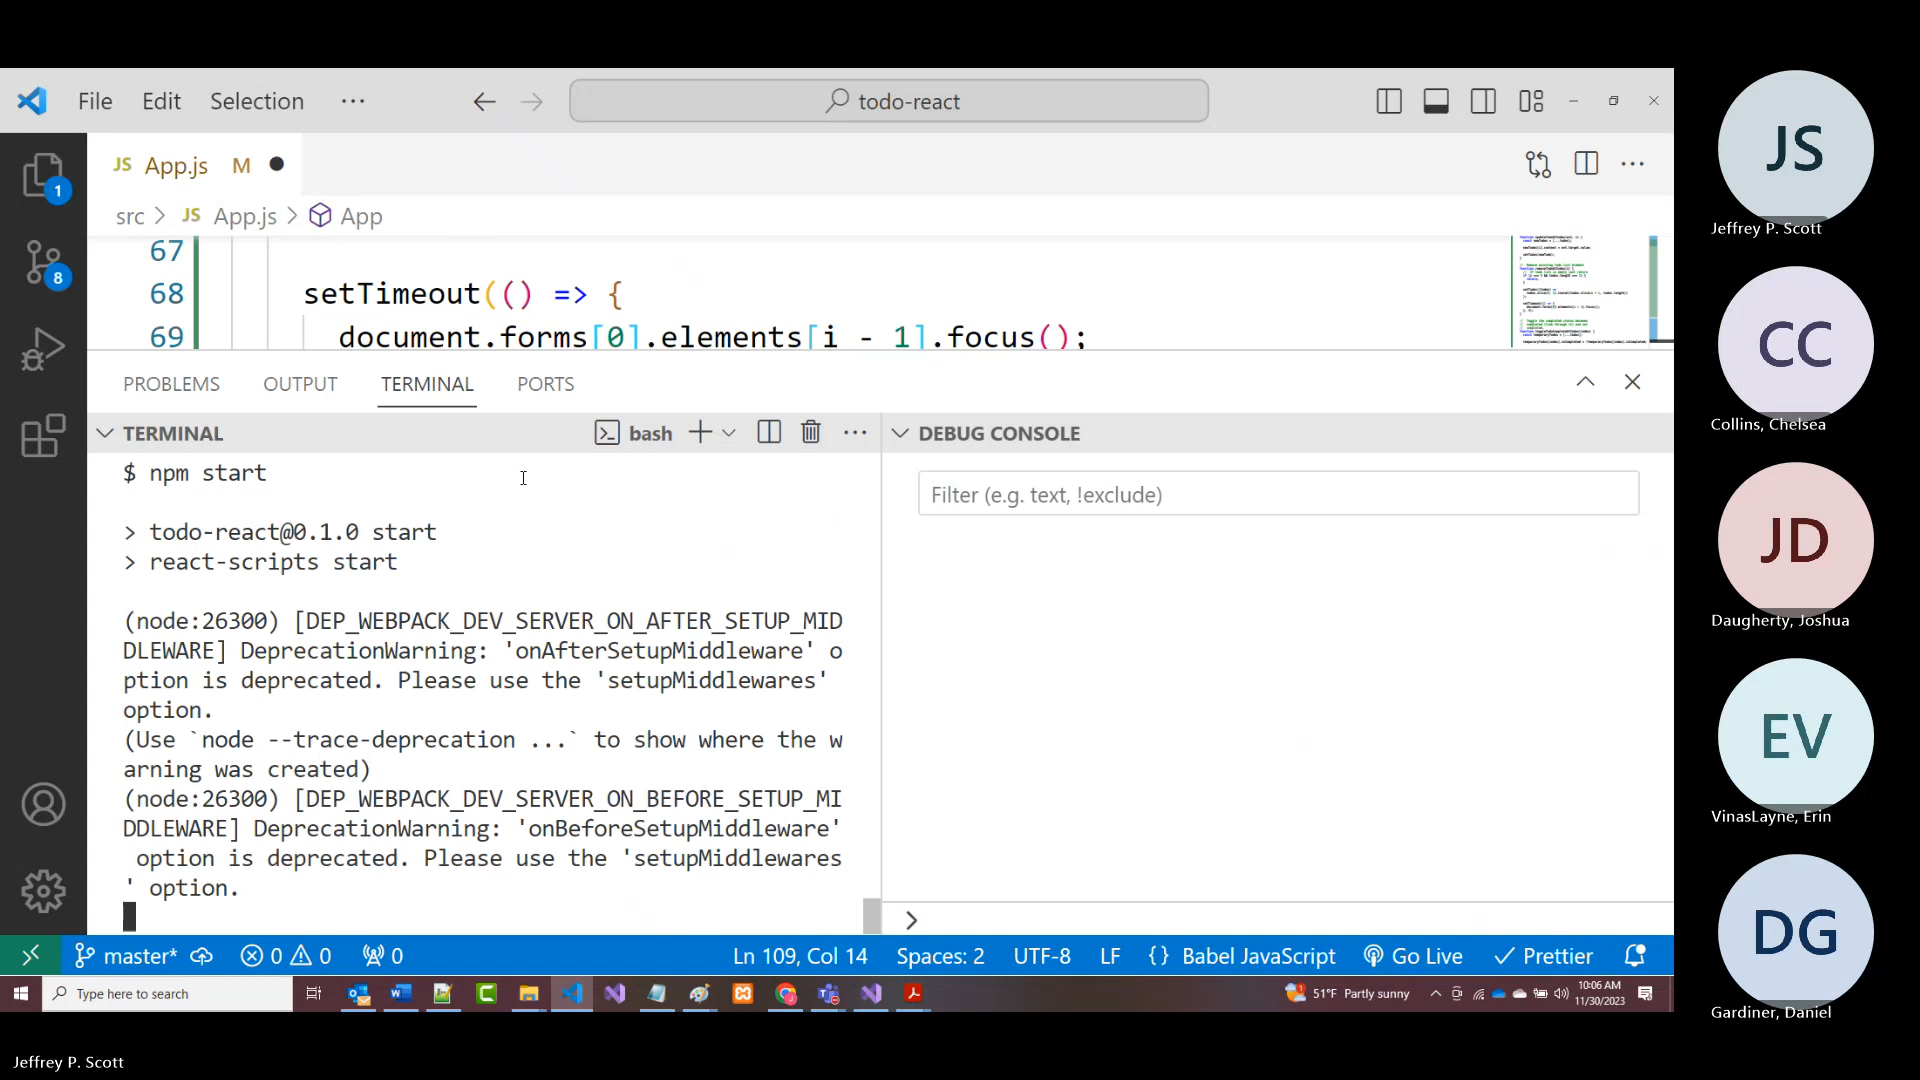 File Edit Selection ···
todo-react
JS App.js M
src > JS App.js > App
67
68 setTimeout(() => {
69 document.forms[0].elements[i - 1].focus();
PROBLEMS OUTPUT TERMINAL PORTS
TERMINAL
bash
DEBUG CONSOLE
Filter (e.g. text, !exclude)
$ npm start
> todo-react@0.1.0 start
> react-scripts start
(node:26300) [DEP_WEBPACK_DEV_SERVER_ON_AFTER_SETUP_MID
DLEWARE] DeprecationWarning: 'onAfterSetupMiddleware' o
ption is deprecated. Please use the 'setupMiddlewares'
option.
(Use `node --trace-deprecation ...` to show where the w
arning was created)
(node:26300) [DEP_WEBPACK_DEV_SERVER_ON_BEFORE_SETUP_MI
DDLEWARE] DeprecationWarning: 'onBeforeSetupMiddleware'
option is deprecated. Please use the 'setupMiddlewares
' option.
>
1
8
master* 0 0 0 Ln 109, Col 14 Spaces: 2 UTF-8 LF {} Babel JavaScript Go Live Prettier
Type here to search
51°F Partly sunny
10:06 AM
11/30/2023
JS
Jeffrey P. Scott
CC
Collins, Chelsea
JD
Daugherty, Joshua
EV
VinasLayne, Erin
DG
Gardiner, Daniel
Jeffrey P. Scott